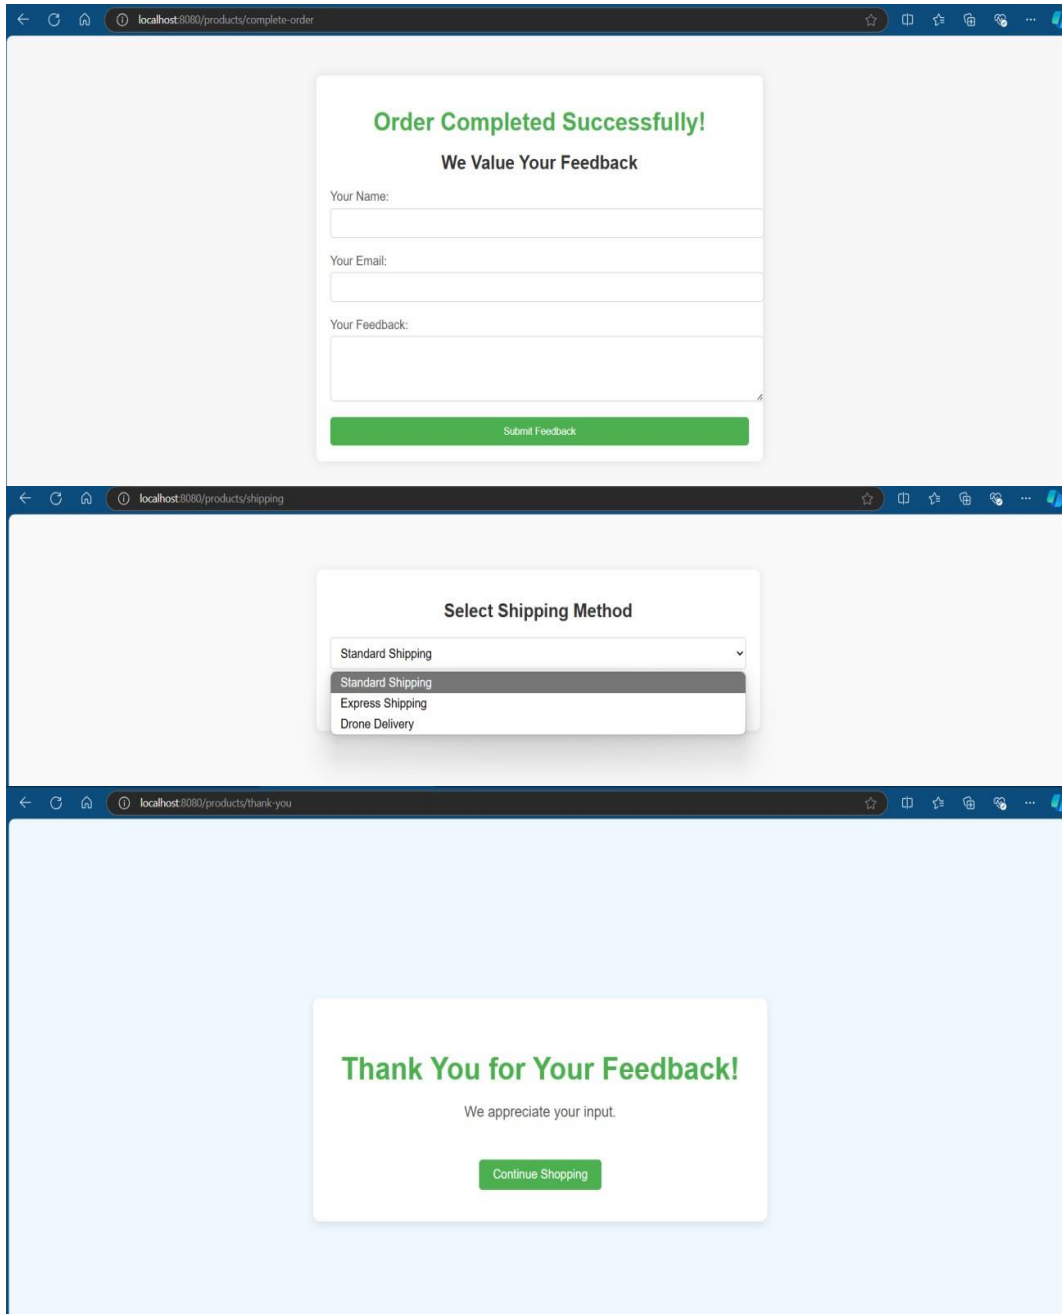 localhost:8080/products/complete-order
Order Completed Successfully!
We Value Your Feedback
Your Name:
Your Email:
Your Feedback:
Submit Feedback
localhost:8080/products/shipping
Select Shipping Method
Standard Shipping
Standard Shipping
Express Shipping
Drone Delivery
localhost:8080/products/thank-you
Thank You for Your Feedback!
We appreciate your input.
Continue Shopping